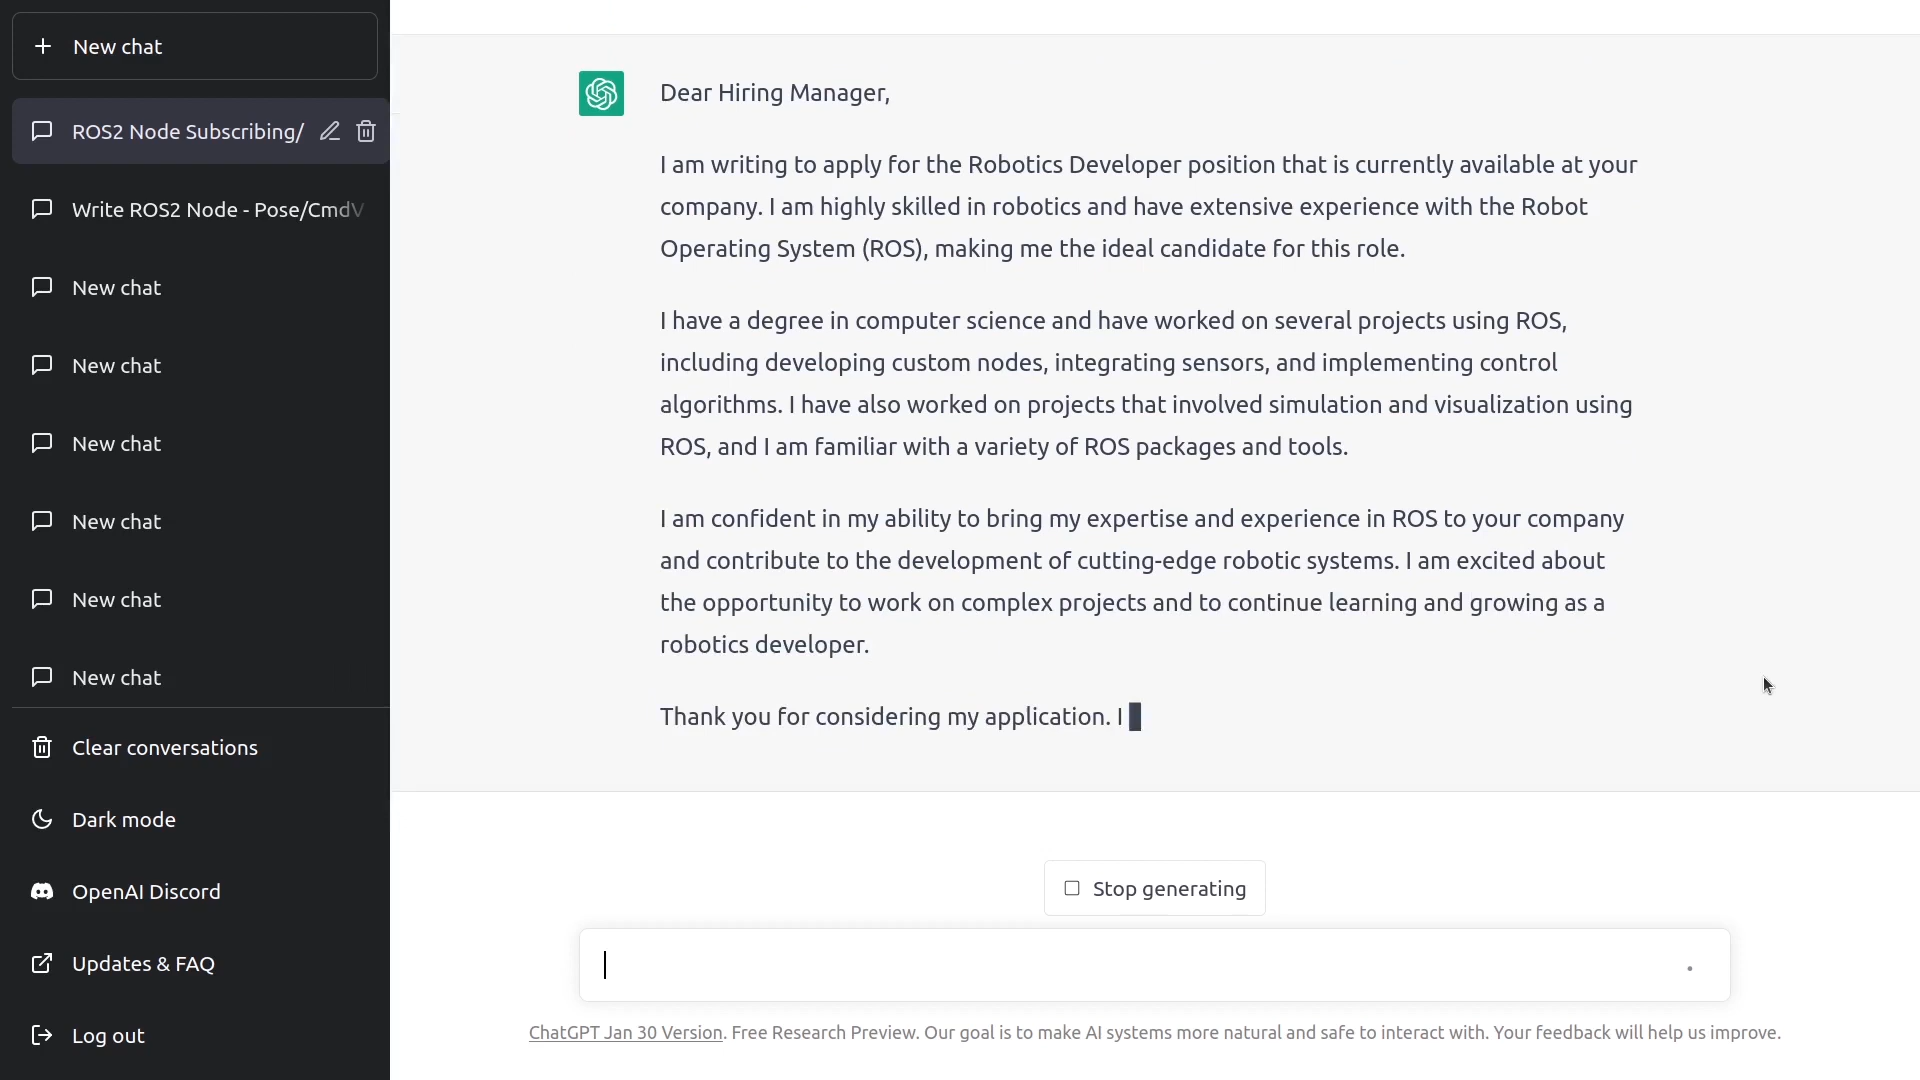 New chat
ROS2 Node Subscribing/
Write ROS2 Node - Pose/CmdV
New chat
New chat
New chat
New chat
New chat
New chat
Clear conversations
Dark mode
OpenAI Discord
Updates & FAQ
Log out
Dear Hiring Manager,
I am writing to apply for the Robotics Developer position that is currently available at your
company. I am highly skilled in robotics and have extensive experience with the Robot
Operating System (ROS), making me the ideal candidate for this role.
I have a degree in computer science and have worked on several projects using ROS,
including developing custom nodes, integrating sensors, and implementing control
algorithms. I have also worked on projects that involved simulation and visualization using
ROS, and I am familiar with a variety of ROS packages and tools.
I am confident in my ability to bring my expertise and experience in ROS to your company
and contribute to the development of cutting-edge robotic systems. I am excited about
the opportunity to work on complex projects and to continue learning and growing as a
robotics developer.
Thank you for considering my application. I
Stop generating
ChatGPT Jan 30 Version. Free Research Preview. Our goal is to make AI systems more natural and safe to interact with. Your feedback will help us improve.